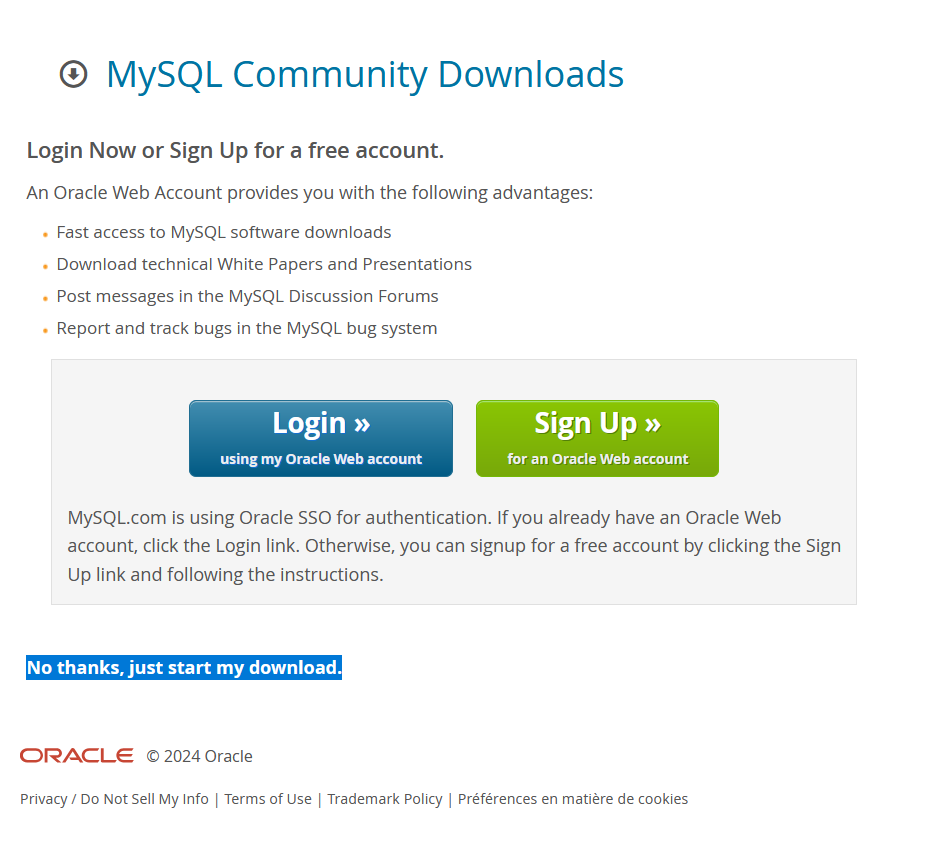 MySQL Community Downloads
Login Now or Sign Up for a free account.
An Oracle Web Account provides you with the following advantages:
Fast access to MySQL software downloads
Download technical White Papers and Presentations
Post messages in the MySQL Discussion Forums
Report and track bugs in the MySQL bug system
Login »
using my Oracle Web account
Sign Up »
for an Oracle Web account
MySQL.com is using Oracle SSO for authentication. If you already have an Oracle Web
account, click the Login link. Otherwise, you can signup for a free account by clicking the Sign
Up link and following the instructions.
No thanks, just start my download.
ORACLE © 2024 Oracle
Privacy / Do Not Sell My Info | Terms of Use | Trademark Policy | Préférences en matière de cookies